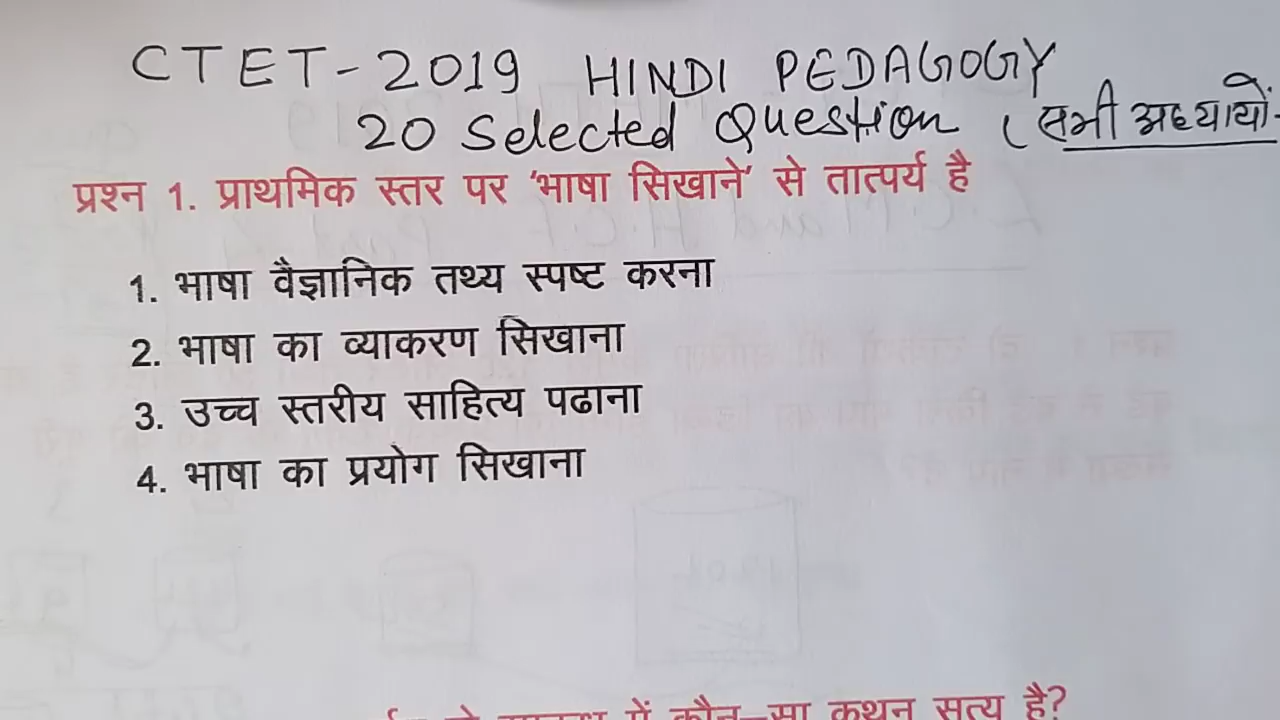 CTET-2019 HINDI PEDAGOGY
20 Selected Question (सभी अध्यायों-
प्रश्न 1. प्राथमिक स्तर पर 'भाषा सिखाने' से तात्पर्य है
1. भाषा वैज्ञानिक तथ्य स्पष्ट करना
2. भाषा का व्याकरण सिखाना
3. उच्च स्तरीय साहित्य पढाना
4. भाषा का प्रयोग सिखाना
में कौन-सा कथन सत्य है?